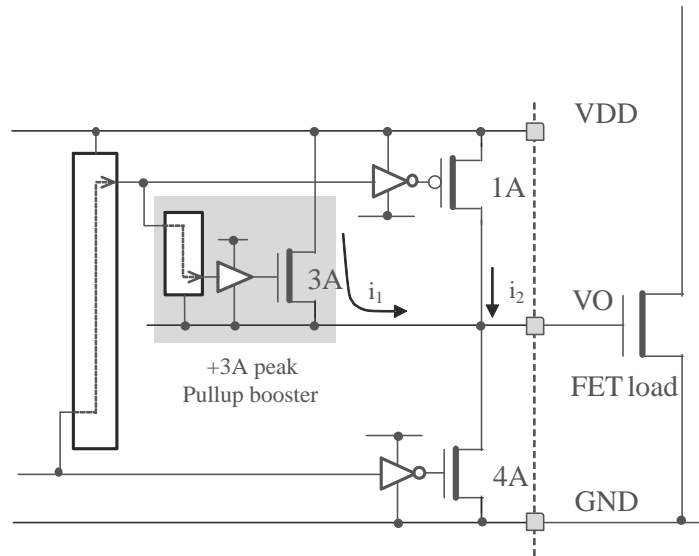 VDD
1A
3A
i1
i2
VO
+3A peak
Pullup booster
FET load
4A
GND